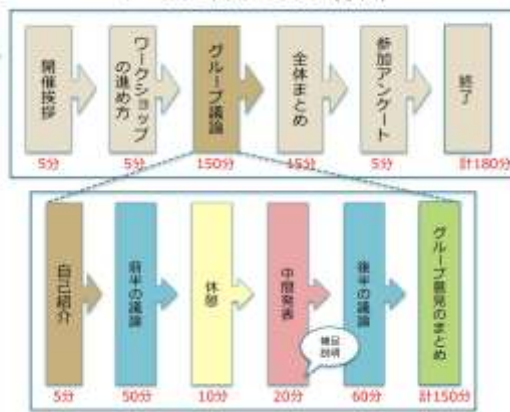 開催挨拶
ワークショップの進め方
グループ議論
全体まとめ
参加アンケート
終了
5分
5分
150分
15分
5分
計180分
自己紹介
前半の議論
休憩
中間発表
補足
説明
後半の議論
グループ意見のまとめ
5分
50分
10分
20分
60分
計150分